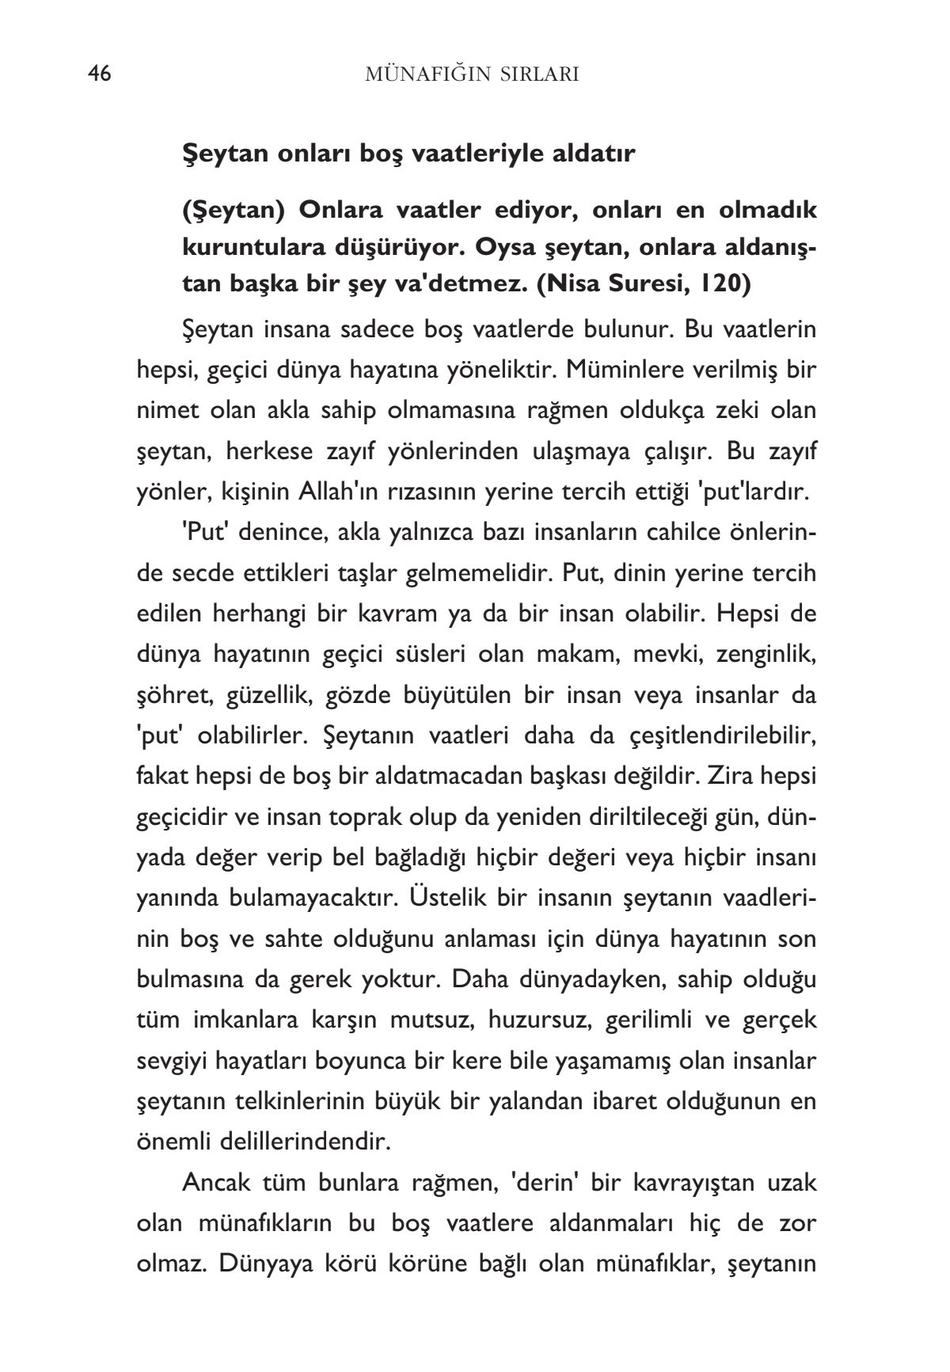 46
MÜNAFIĞIN SIRLARI
Şeytan onları boş vaatleriyle aldatır
(Şeytan) Onlara vaatler ediyor, onları en olmadık
kuruntulara düşürüyor. Oysa şeytan, onlara aldanış-
tan başka bir şey va'detmez. (Nisa Suresi, 120)
Şeytan insana sadece boş vaatlerde bulunur. Bu vaatlerin
hepsi, geçici dünya hayatına yöneliktir. Müminlere verilmiş bir
nimet olan akla sahip olmamasına rağmen oldukça zeki olan
şeytan, herkese zayıf yönlerinden ulaşmaya çalışır. Bu zayıf
yönler, kişinin Allah'ın rızasının yerine tercih ettiği 'put'lardır.
'Put' denince, akla yalnızca bazı insanların cahilce önlerin-
de secde ettikleri taşlar gelmemelidir. Put, dinin yerine tercih
edilen herhangi bir kavram ya da bir insan olabilir. Hepsi de
dünya hayatının geçici süsleri olan makam, mevki, zenginlik,
şöhret, güzellik, gözde büyütülen bir insan veya insanlar da
'put' olabilirler. Şeytanın vaatleri daha da çeşitlendirilebilir,
fakat hepsi de boş bir aldatmacadan başkası değildir. Zira hepsi
geçicidir ve insan toprak olup da yeniden diriltileceği gün, dün-
yada değer verip bel bağladığı hiçbir değeri veya hiçbir insanı
yanında bulamayacaktır. Üstelik bir insanın şeytanın vaadleri-
nin boş ve sahte olduğunu anlaması için dünya hayatının son
bulmasına da gerek yoktur. Daha dünyadayken, sahip olduğu
tüm imkanlara karşın mutsuz, huzursuz, gerilimli ve gerçek
sevgiyi hayatları boyunca bir kere bile yaşamamış olan insanlar
şeytanın telkinlerinin büyük bir yalandan ibaret olduğunun en
önemli delillerindendir.
Ancak tüm bunlara rağmen, 'derin' bir kavrayıştan uzak
olan münafıkların bu boş vaatlere aldanmaları hiç de zor
olmaz. Dünyaya körü körüne bağlı olan münafıklar, şeytanın